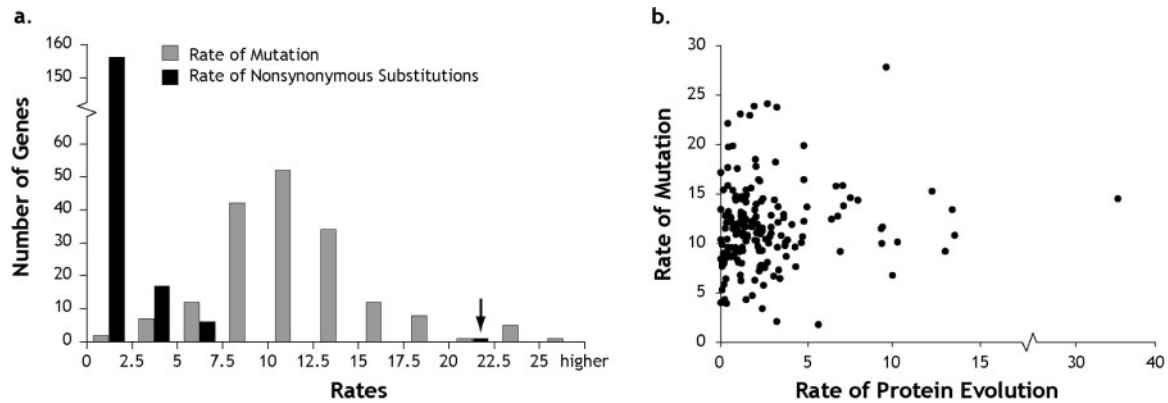 a.
160
150
60
50
40
30
20
10
0
Number of Genes
Rate of Mutation
Rate of Nonsynonymous Substitutions
0 2.5 5 7.5 10 12.5 15 17.5 20 22.5 25 higher
Rates
b.
30
25
20
15
10
5
0
Rate of Mutation
0 5 10 15 30 40
Rate of Protein Evolution